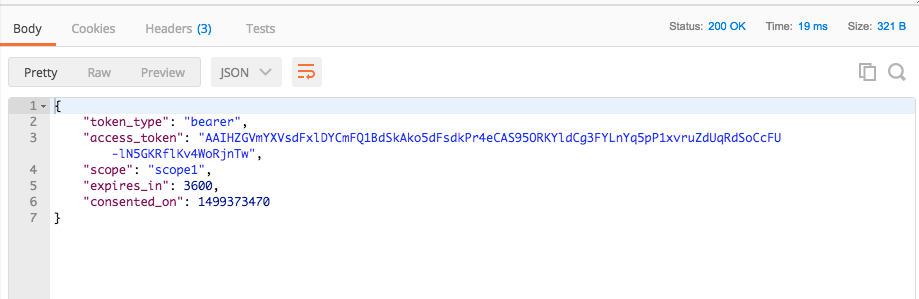 Body Cookies Headers (3) Tests Status: 200 OK Time: 19 ms Size: 321 B
Pretty Raw Preview JSON
1 {
2 "token_type": "bearer",
3 "access_token": "AAIHZGVmYXVsdFxlDYCmFQ1BdSkAko5dFsdkPr4eCAS95ORKYldCg3FYLnYq5pP1xvruZdUqRdSoCcFU
-lN5GKRflKv4WoRjnTw",
4 "scope": "scope1",
5 "expires_in": 3600,
6 "consented_on": 1499373470
7 }